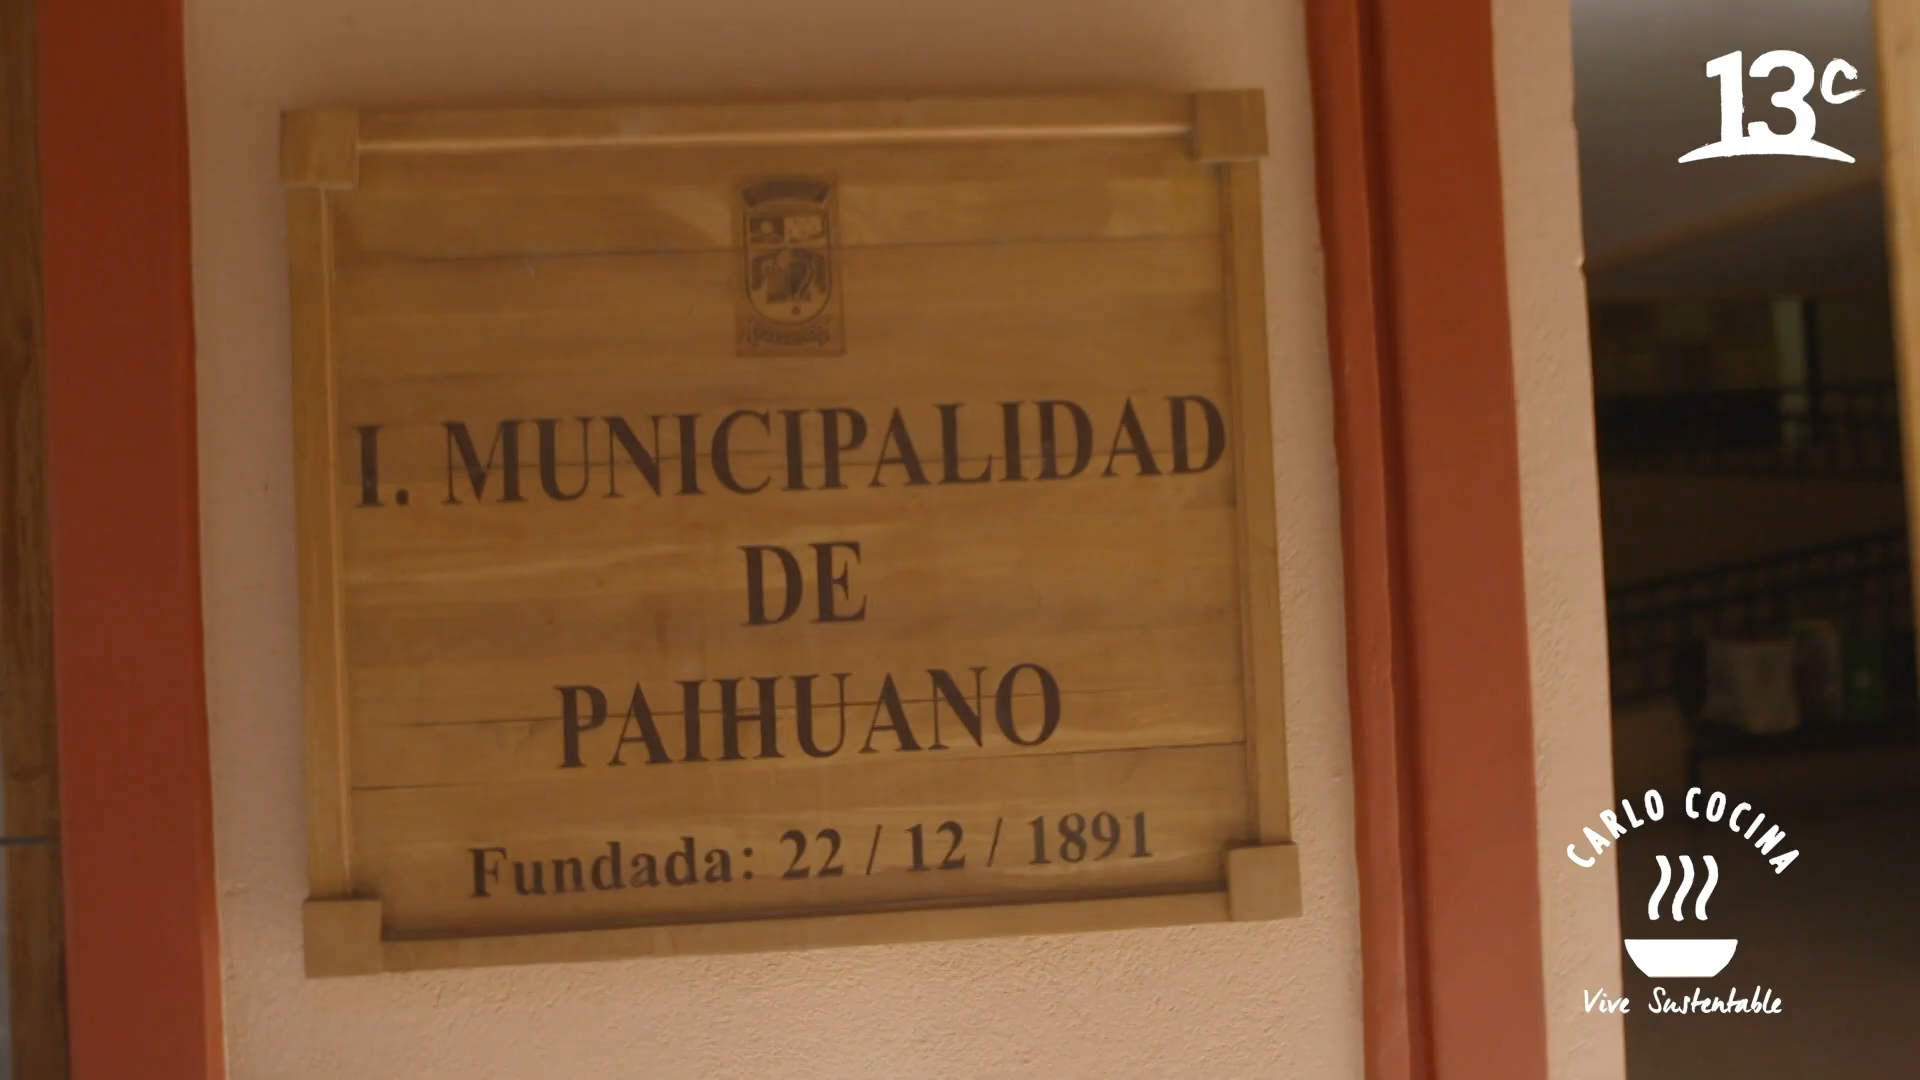 13C
I. MUNICIPALIDAD
DE
PAIHUANO
Fundada: 22 / 12 / 1891
CARLO COCINA
Vive Sustentable